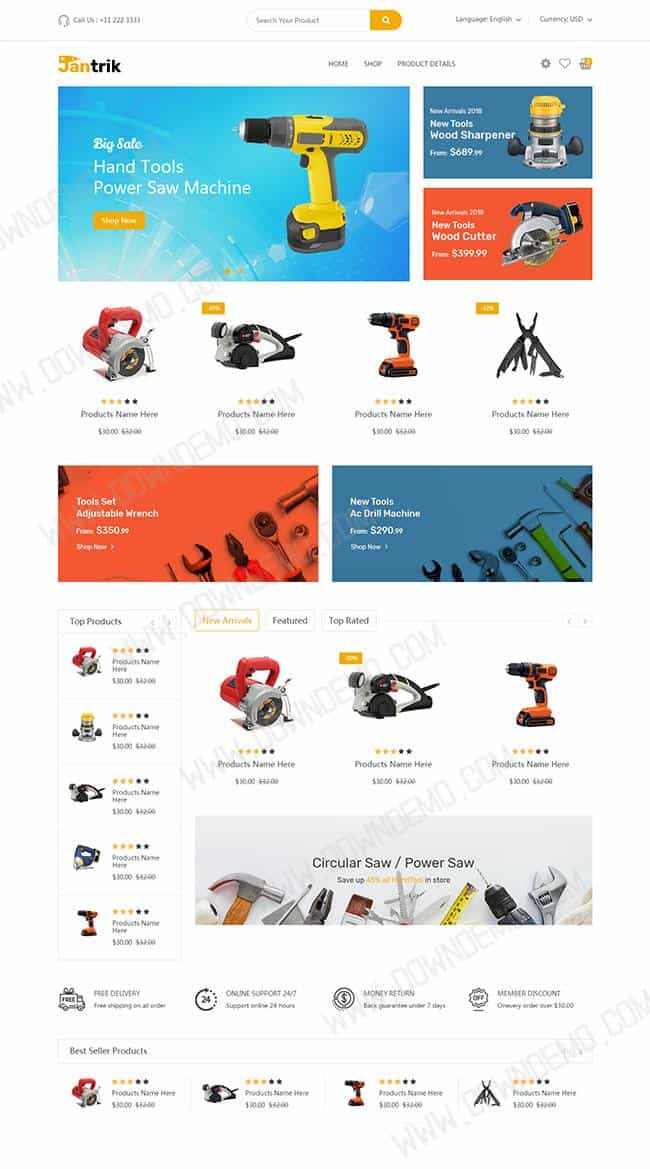 Call Us : +11 222 3333
Search Your Product
Language: English
Currency: USD
Jantrik
HOME
SHOP
PRODUCT DETAILS
Big Sale
Hand Tools
Power Saw Machine
Shop Now
New Arrivals 2018
New Tools
Wood Sharpener
From: $689.99
New Arrivals 2018
New Tools
Wood Cutter
From: $399.99
Products Name Here
$30.00 $32.00
Products Name Here
$30.00 $32.00
Products Name Here
$30.00 $32.00
-12%
Products Name Here
$30.00 $32.00
Tools Set
Adjustable Wrench
From: $350.99
Shop Now
New Tools
Ac Drill Machine
From: $290.99
Shop Now
Top Products
Products Name
Here
$30.00 $32.00
Products Name
Here
$30.00 $32.00
Products Name
Here
$30.00 $32.00
Products Name
Here
$30.00 $32.00
Products Name
Here
$30.00 $32.00
New Arrivals
Featured
Top Rated
Products Name Here
$30.00 $32.00
Products Name Here
$30.00 $32.00
Products Name Here
$30.00 $32.00
Circular Saw / Power Saw
Save up 45% all HandTool in store
FREE
FREE DELIVERY
Free shipping on all order
24
ONLINE SUPPORT 24/7
Support online 24 hours
MONEY RETURN
Back guarantee under 7 days
OFF
MEMBER DISCOUNT
Onevery order over $30.00
Best Seller Products
Products Name Here
$30.00 $32.00
Products Name Here
$30.00 $32.00
Products Name Here
$30.00 $32.00
Products Name Here
$30.00 $32.00
WWW.DOWNDEMO.COM